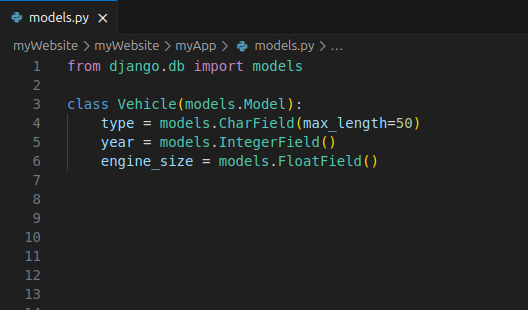 models.py ×
myWebsite > myWebsite > myApp > models.py > ...
1 from django.db import models
2
3 class Vehicle(models.Model):
4     type = models.CharField(max_length=50)
5     year = models.IntegerField()
6     engine_size = models.FloatField()
7
8
9
10
11
12
13